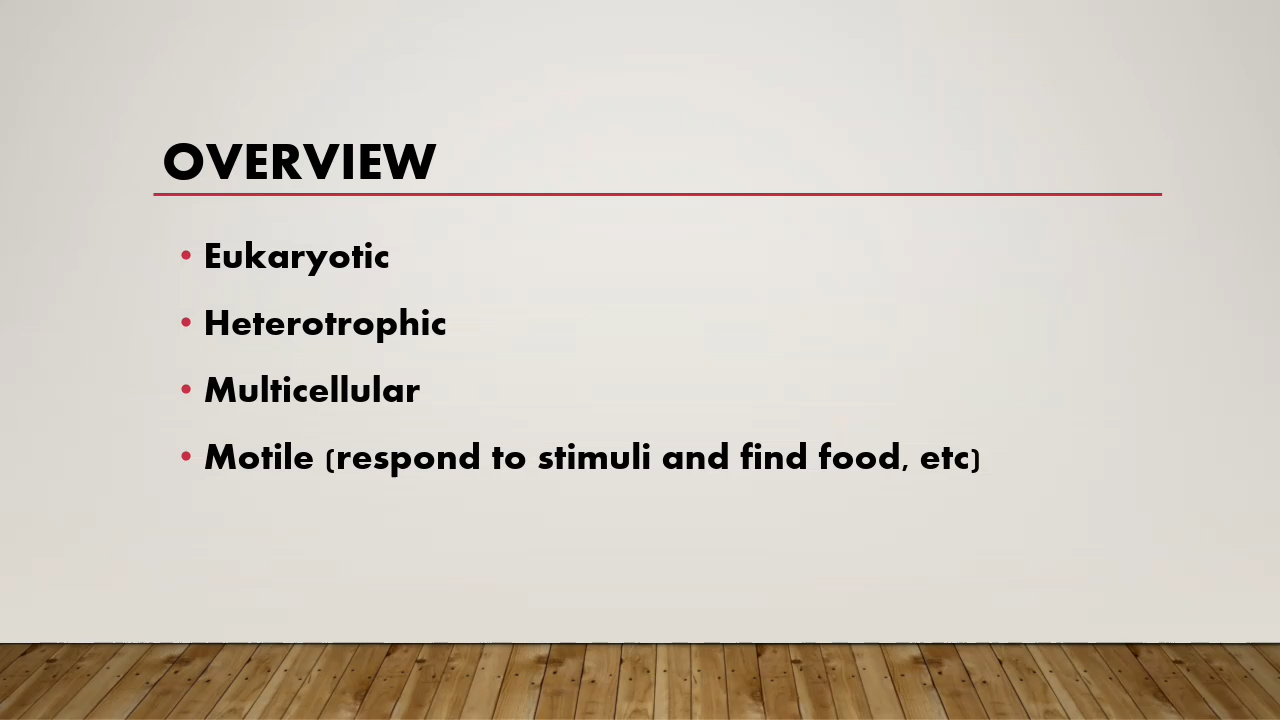 OVERVIEW
• Eukaryotic
• Heterotrophic
• Multicellular
• Motile (respond to stimuli and find food, etc)